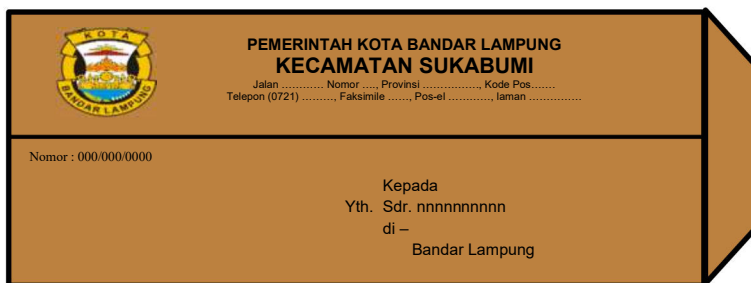 KOTA
BANDAR LAMPUNG
PEMERINTAH KOTA BANDAR LAMPUNG
KECAMATAN SUKABUMI
Jalan ………… Nomor …., Provinsi ……………., Kode Pos…….
Telepon (0721) ………, Faksimile ……, Pos-el …………, laman ……………
Nomor : 000/000/0000
Kepada
Yth. Sdr. nnnnnnnnnn
di –
Bandar Lampung